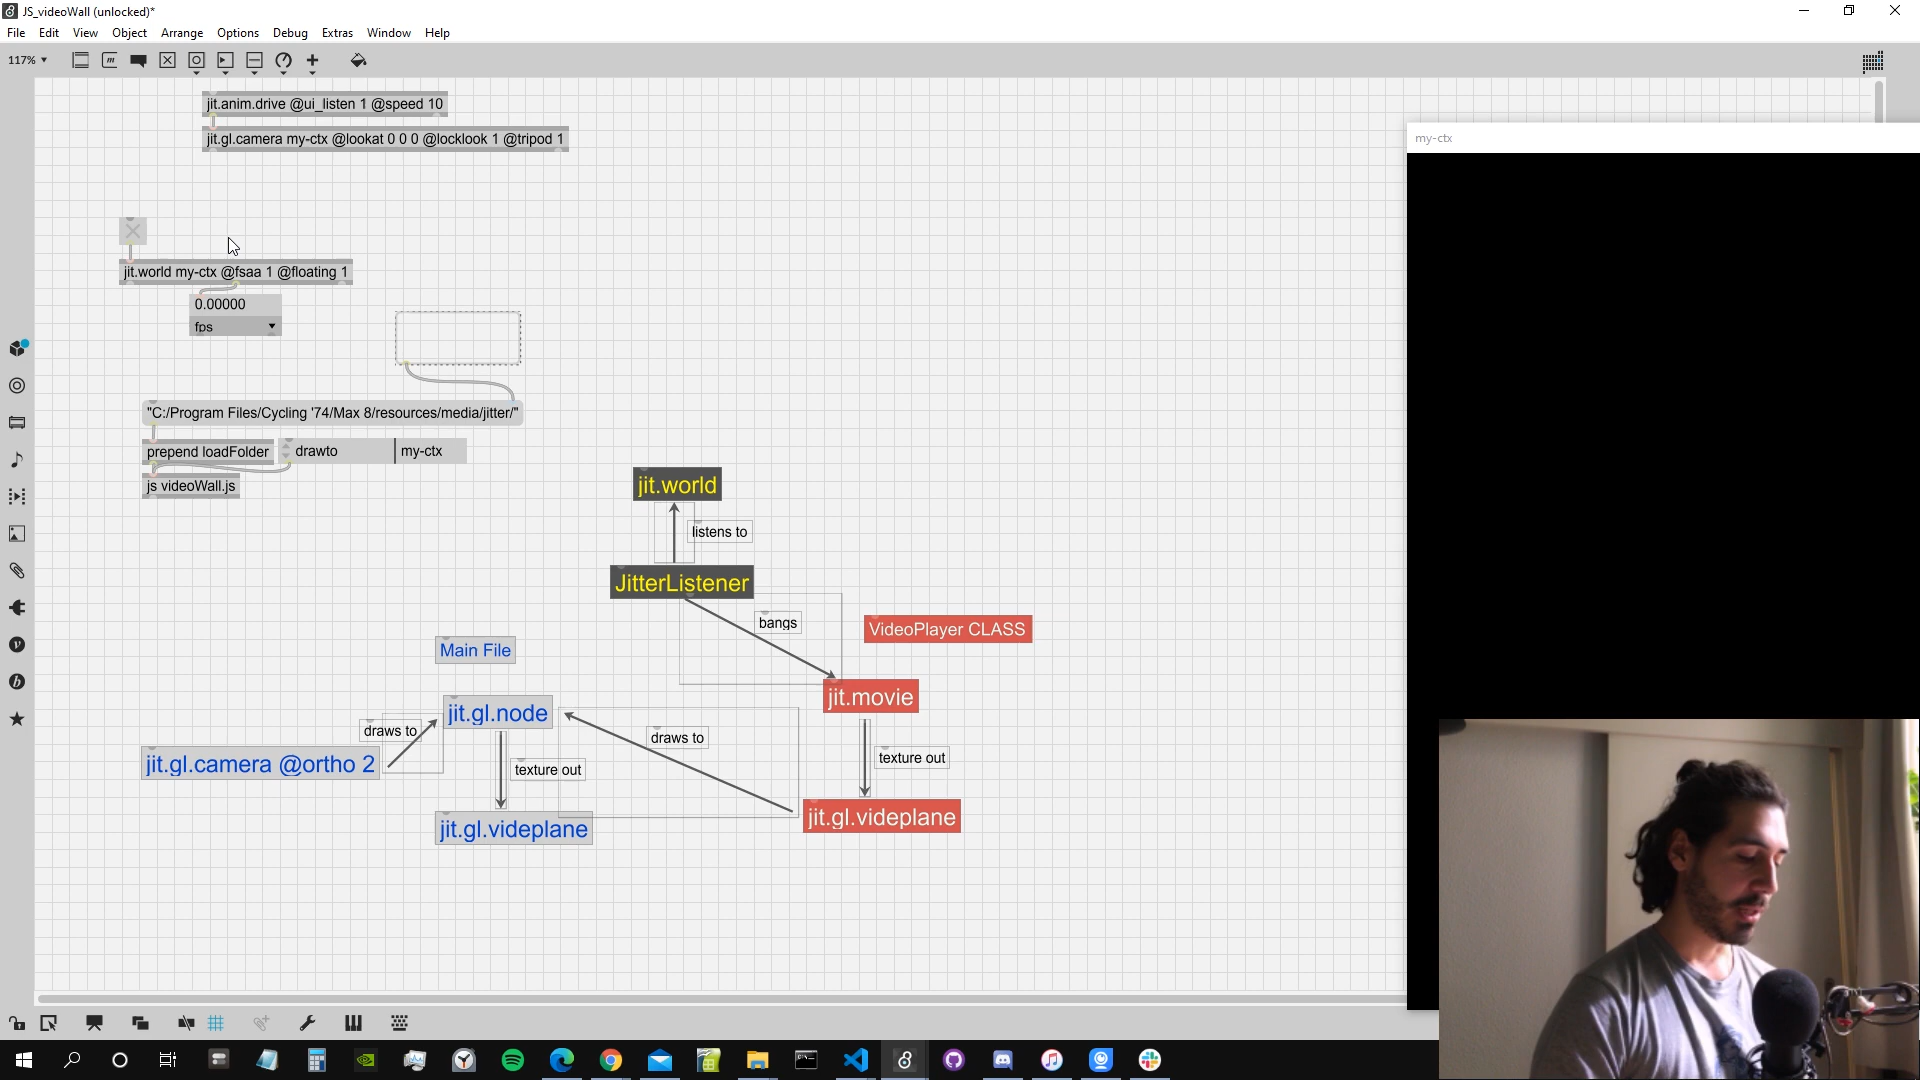 JS_videoWall (unlocked)*
File Edit View Object Arrange Options Debug Extras Window Help
117%
jit.anim.drive @ui_listen 1 @speed 10
jit.gl.camera my-ctx @lookat 0 0 0 @locklook 1 @tripod 1
my-ctx
jit.world my-ctx @fsaa 1 @floating 1
0.00000
fps
"C:/Program Files/Cycling '74/Max 8/resources/media/jitter/"
prepend loadFolder
drawto
my-ctx
js videoWall.js
jit.world
listens to
JitterListener
bangs
VideoPlayer CLASS
Main File
jit.movie
jit.gl.node
draws to
draws to
texture out
jit.gl.camera @ortho 2
texture out
jit.gl.videplane
jit.gl.videplane